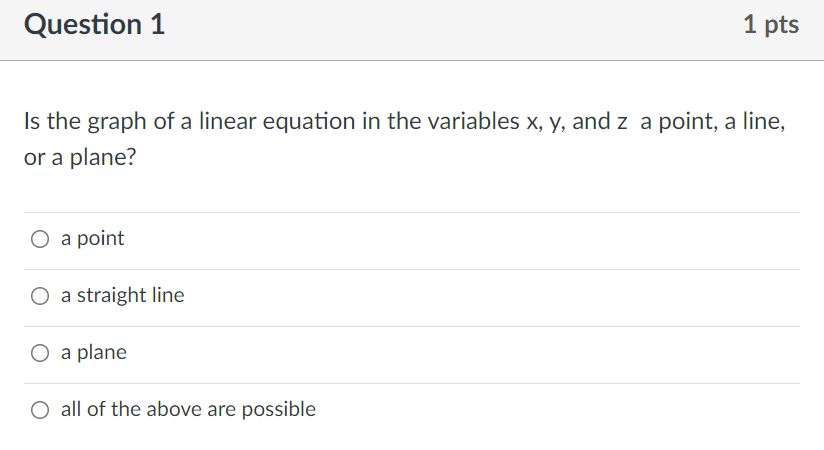 Question 1
1 pts
Is the graph of a linear equation in the variables x, y, and z a point, a line,
or a plane?
a point
a straight line
a plane
all of the above are possible